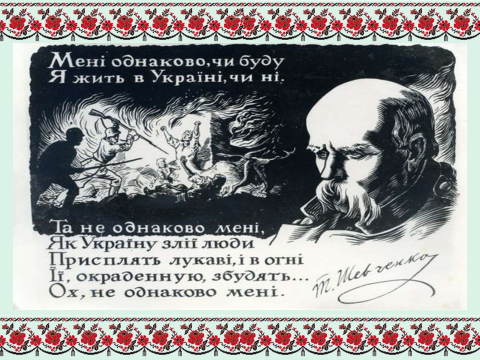 Мені однаково, чи буду
Я жить в Україні, чи ні.
Та не однаково мені,
Як Україну злії люди
Присплять лукаві, і в огні
Її, окраденную, збудять...
Ох, не однаково мені.
Т. Шевченко